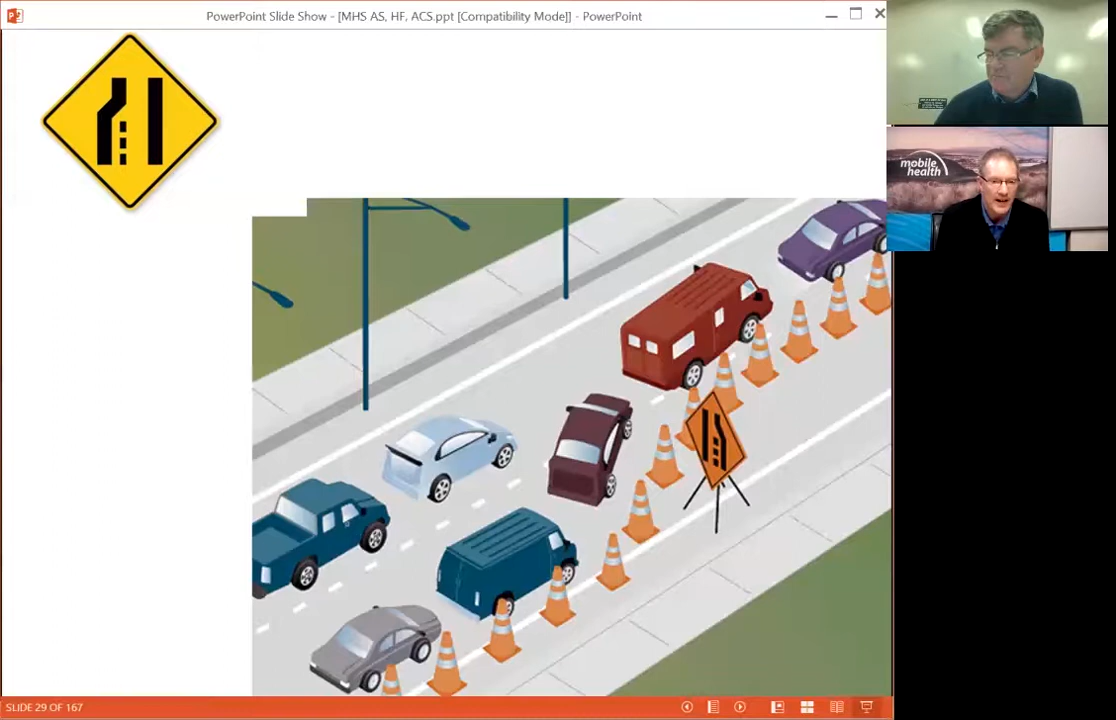 PowerPoint Slide Show - [MHS AS, HF, ACS.ppt [Compatibility Mode]] - PowerPoint
mobile
health
SLIDE 29 OF 167